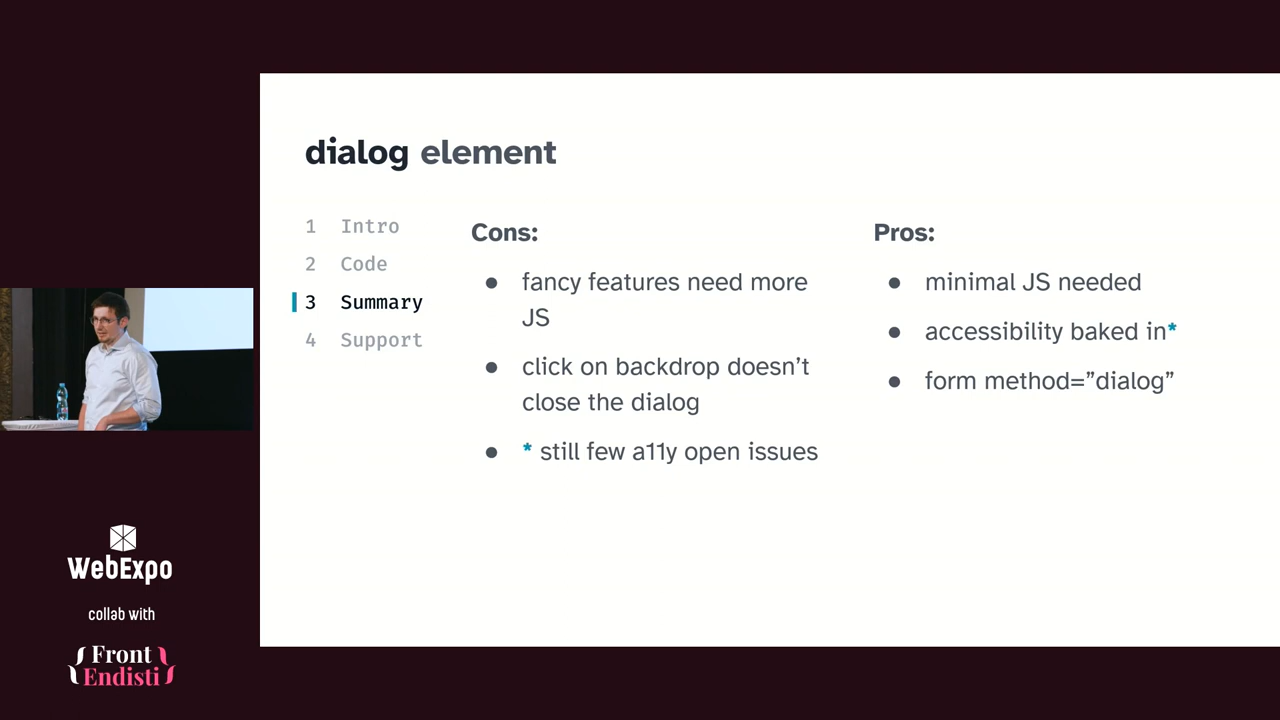 dialog element
1 Intro
2 Code
3 Summary
4 Support
Cons:
● fancy features need more
JS
● click on backdrop doesn’t
close the dialog
● * still few a11y open issues
Pros:
● minimal JS needed
● accessibility baked in*
● form method=”dialog”
WebExpo
collab with
{Front
Endisti}